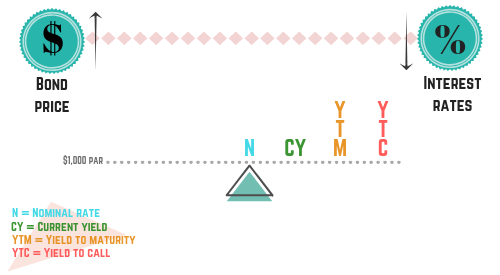 $
%
Bond
price
Interest
rates
Y Y
T T
N CY M C
$1,000 par
N = Nominal rate
CY = Current yield
YTM = Yield to maturity
YTC = Yield to call